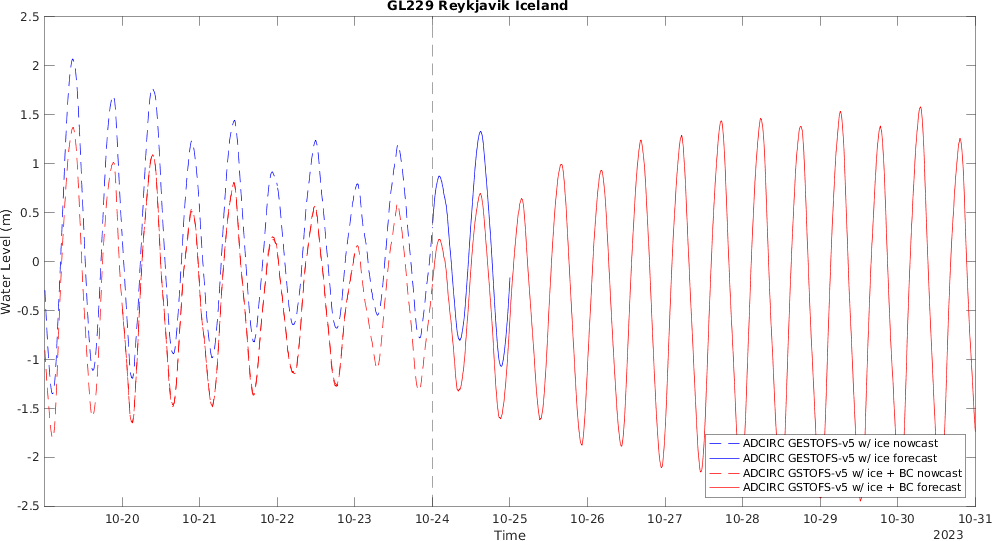 GL229 Reykjavik Iceland
2.5
2
1.5
1
0.5
0
-0.5
-1
-1.5
-2
-2.5
Water Level (m)
ADCIRC GESTOFS-v5 w/ ice nowcast
ADCIRC GESTOFS-v5 w/ ice forecast
ADCIRC GSTOFS-v5 w/ ice + BC nowcast
ADCIRC GSTOFS-v5 w/ ice + BC forecast
10-20 10-21 10-22 10-23 10-24 10-25 10-26 10-27 10-28 10-29 10-30 10-31
Time
2023